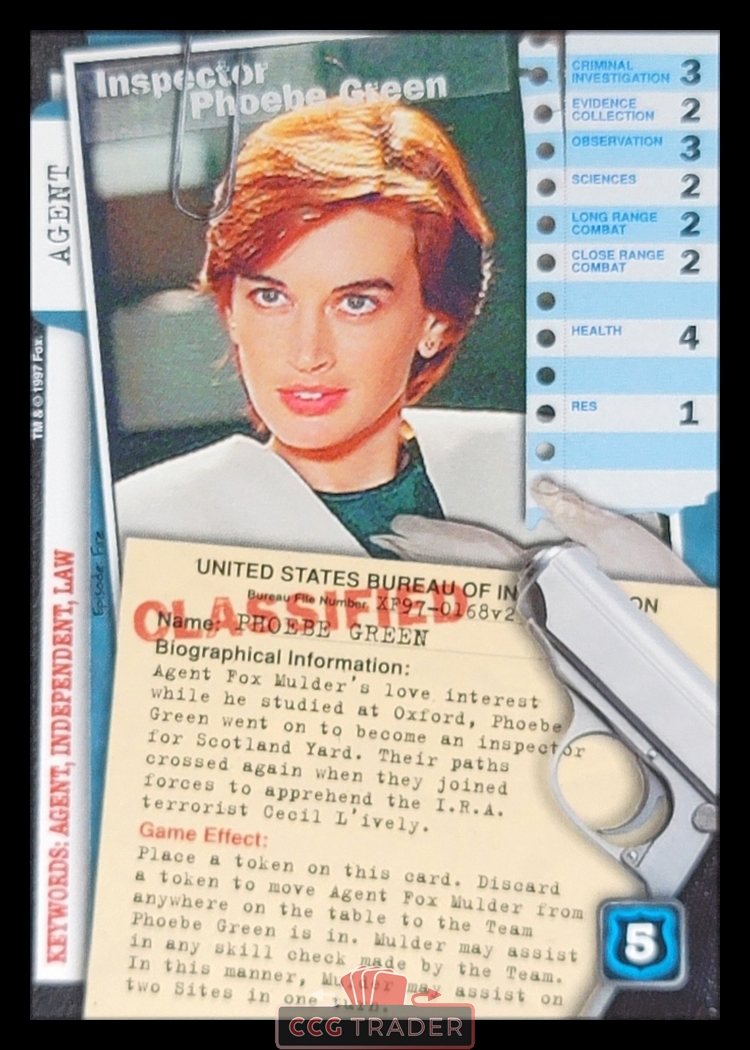 Inspector
Phoebe Green
CRIMINAL
INVESTIGATION 3
EVIDENCE
COLLECTION 2
OBSERVATION 3
SCIENCES 2
LONG RANGE
COMBAT 2
CLOSE RANGE
COMBAT 2
HEALTH 4
RES 1
AGENT
TM & © 1997 Fox.
KEYWORDS: AGENT, INDEPENDENT, LAW
Episode: Fire
UNITED STATES BUREAU OF IN ON
Bureau File Number XF97-0168v2
CLASSIFIED
Name: PHOEBE GREEN
Biographical Information:
Agent Fox Mulder's love interest
while he studied at Oxford, Phoebe
Green went on to become an inspector
for Scotland Yard. Their paths
crossed again when they joined
forces to apprehend the I.R.A.
terrorist Cecil L'ively.
Game Effect:
Place a token on this card. Discard
a token to move Agent Fox Mulder from
anywhere on the table to the Team
Phoebe Green is in. Mulder may assist
in any skill check made by the Team.
In this manner, Mulder may assist on
two Sites in one turn.
5
CCG TRADER